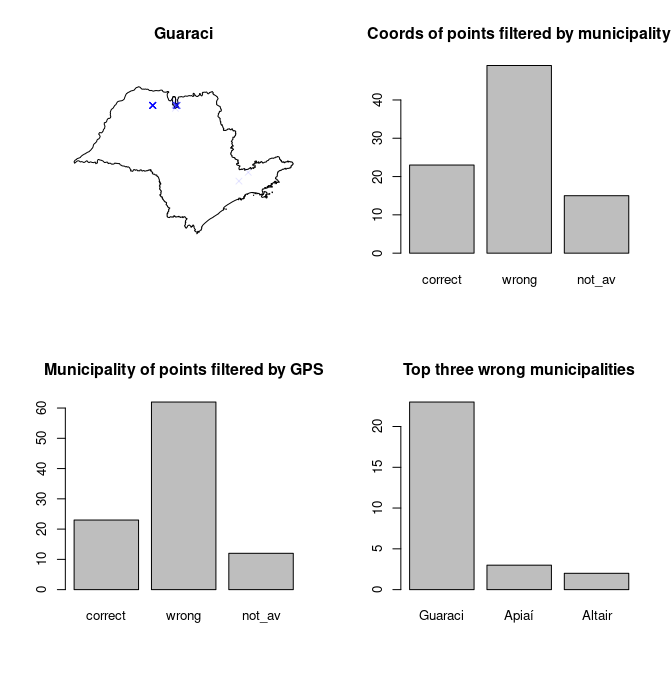 Guaraci
Coords of points filtered by municipality
40
30
20
10
0
correct wrong not_av
Municipality of points filtered by GPS
60
50
40
30
20
10
0
correct wrong not_av
Top three wrong municipalities
20
15
10
5
0
Guaraci Apiaí Altair